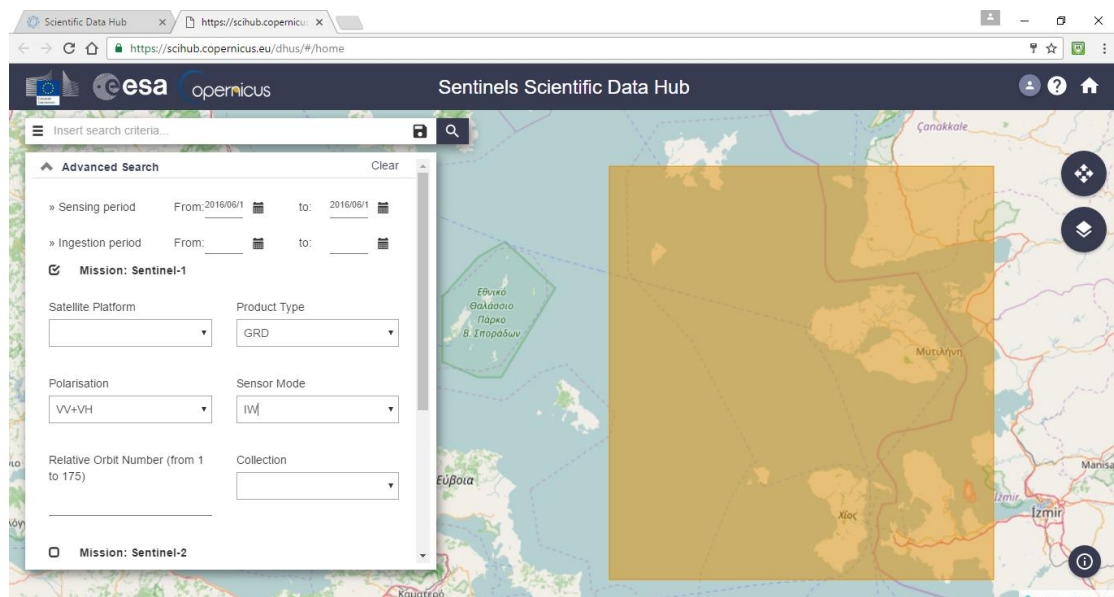 Scientific Data Hub
https://scihub.copernicu
https://scihub.copernicus.eu/dhus/#/home
esa
opernicus
Sentinels Scientific Data Hub
Insert search criteria...
Advanced Search
Clear
» Sensing period From: 2016/06/1 to: 2016/06/1
» Ingestion period From: to:
Mission: Sentinel-1
Satellite Platform
Product Type
GRD
Polarisation
Sensor Mode
VV+VH
IW
Relative Orbit Number (from 1
to 175)
Collection
Mission: Sentinel-2
Çanakkale
Εθνικό
Θαλάσσιο
Πάρκο
Β. Σποράδων
Μυτιλήνη
Εύβοια
Χίος
Manisa
İzmir
İzmir
Καματερό